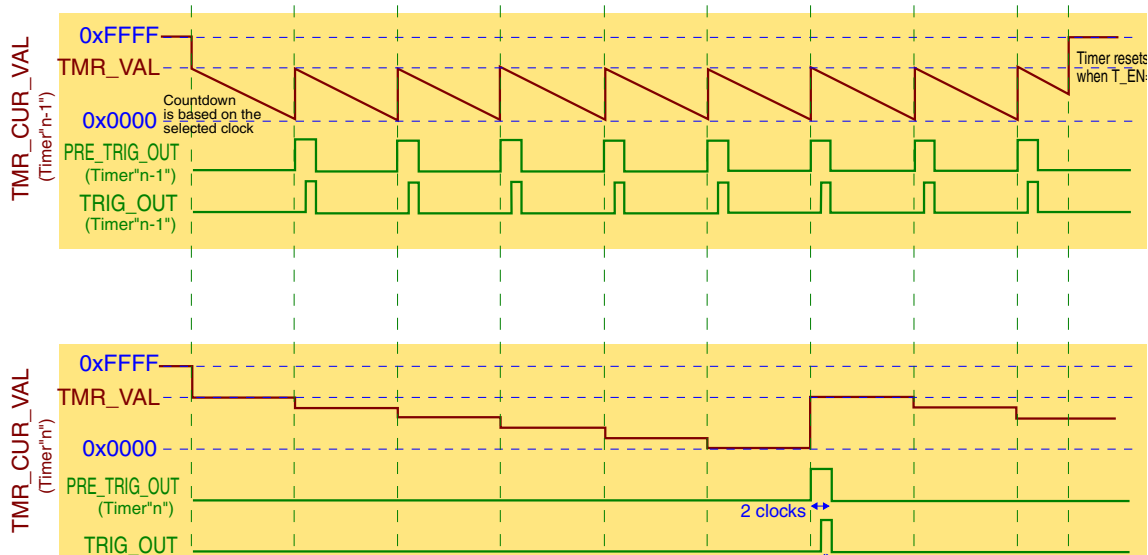 TMR_CUR_VAL
(Timer"n-1")
0xFFFF
TMR_VAL
Countdown
is based on the
selected clock
0x0000
PRE_TRIG_OUT
(Timer"n-1")
TRIG_OUT
(Timer"n-1")
Timer resets
when T_EN=
TMR_CUR_VAL
(Timer"n")
0xFFFF
TMR_VAL
0x0000
PRE_TRIG_OUT
(Timer"n")
2 clocks
TRIG_OUT